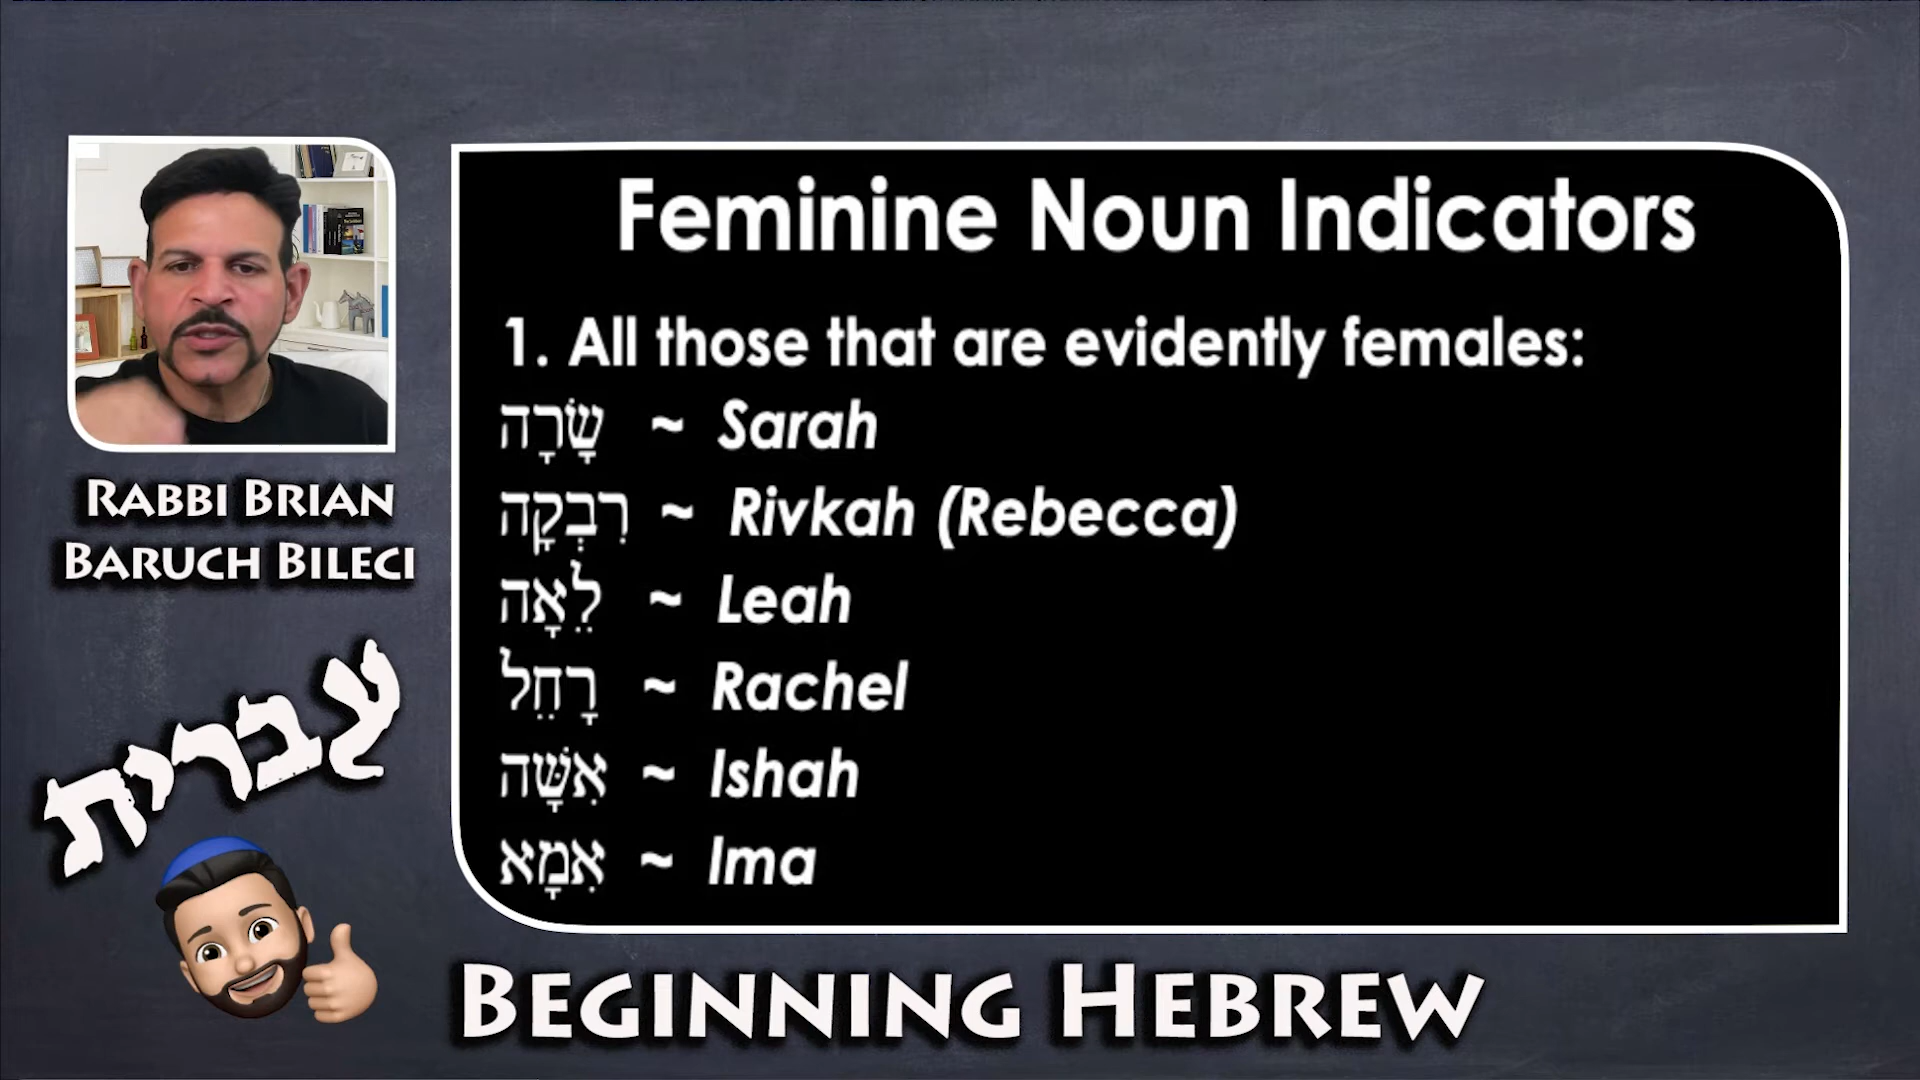 Feminine Noun Indicators
1. All those that are evidently females:
שָׂרָה ~ Sarah
רִבְקָה ~ Rivkah (Rebecca)
לֵאָה ~ Leah
רָחֵל ~ Rachel
אִשָּׁה ~ Ishah
אִמָּא ~ Ima
RABBI BRIAN
BARUCH BILECI
עברית
BEGINNING HEBREW